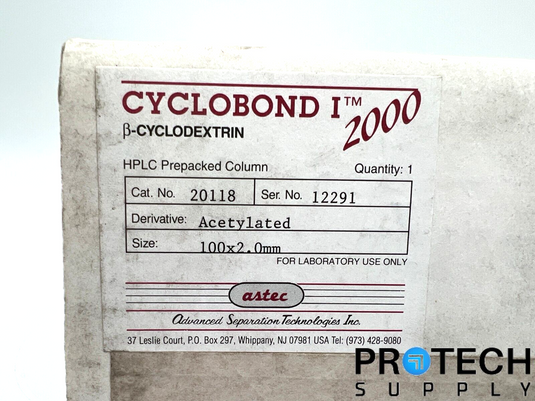 CYCLOBOND I™ 2000
β-CYCLODEXTRIN
HPLC Prepacked Column Quantity: 1
Cat. No. 20118 Ser. No. 12291
Derivative: Acetylated
Size: 100x2.0mm
FOR LABORATORY USE ONLY
astec
Advanced Separation Technologies Inc.
37 Leslie Court, P.O. Box 297, Whippany, NJ 07981 USA Tel: (973) 428-9080
PROTECH
SUPPLY